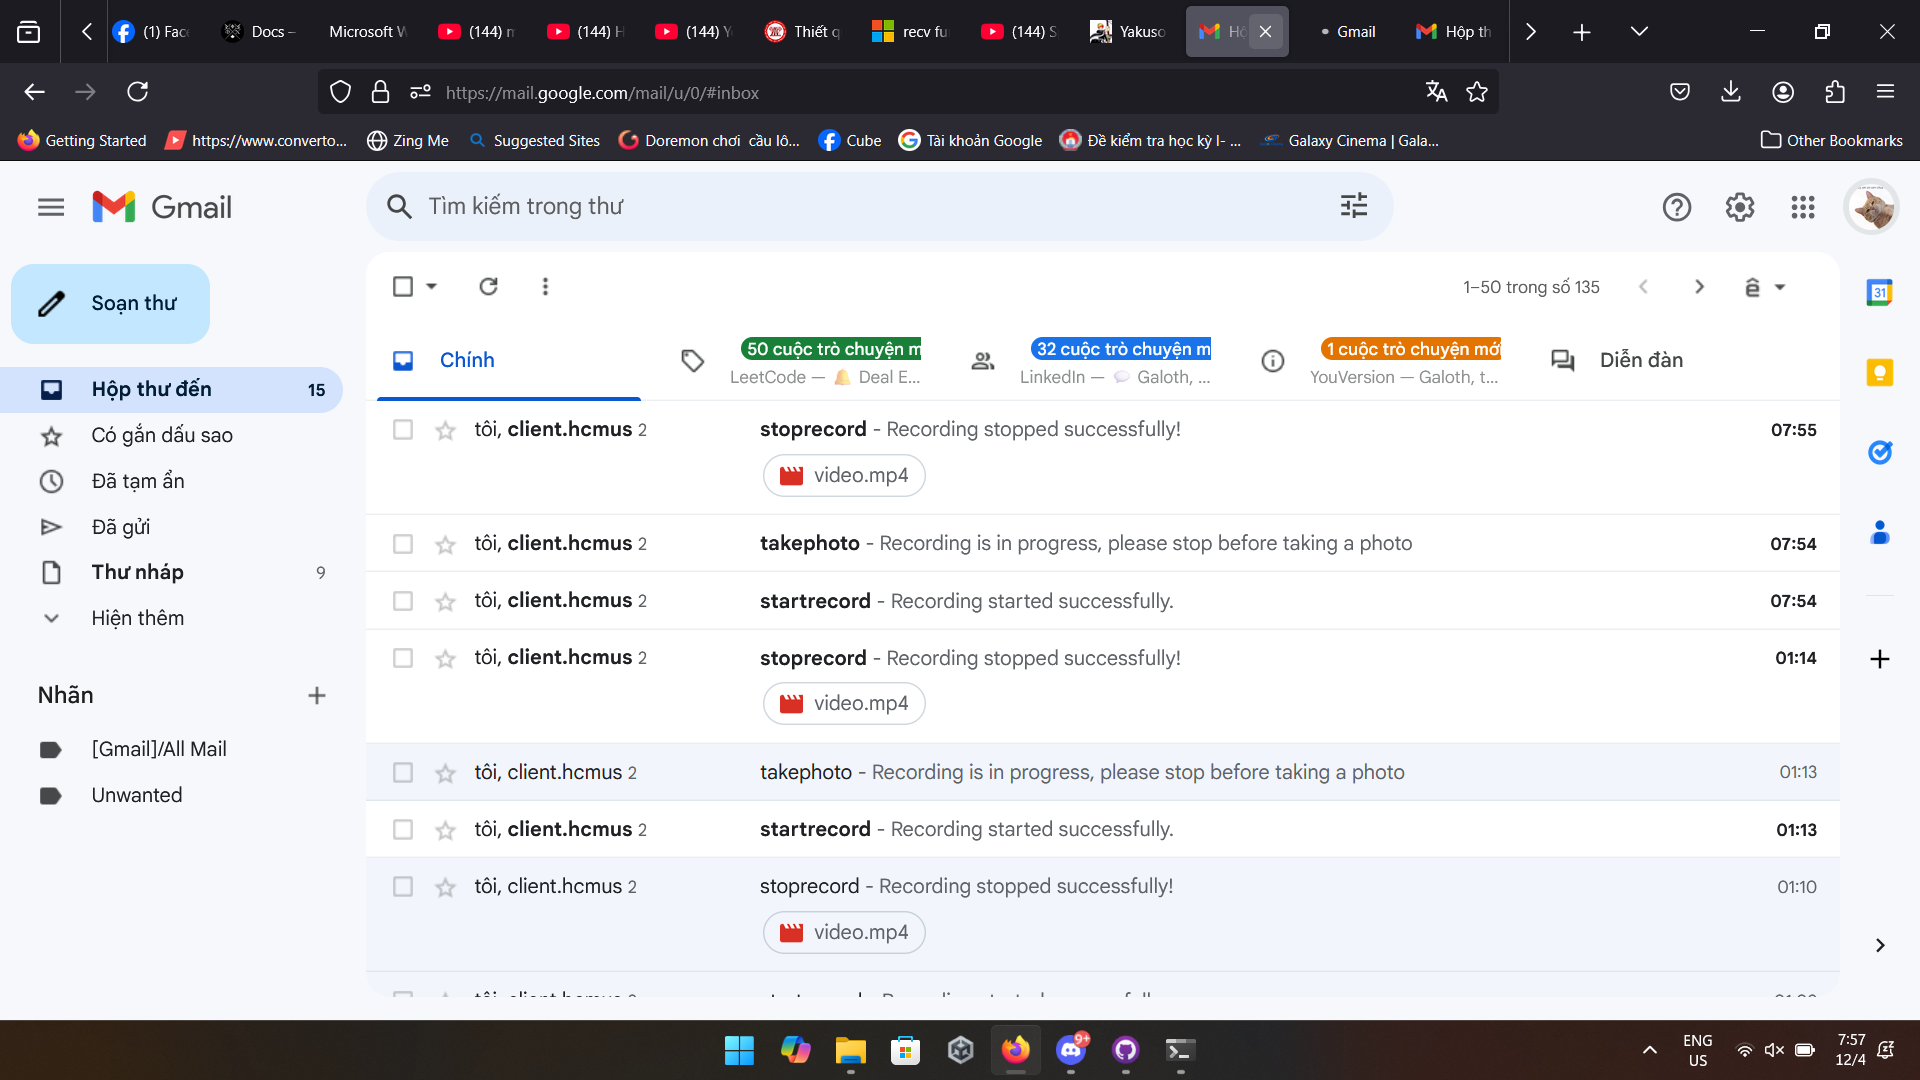 (1) Face
Docs –
Microsoft W
(144) m
(144) H
(144) Y
Thiết q
recv fu
(144) S
Yakuso
Hộ
Gmail
Hộp th
https://mail.google.com/mail/u/0/#inbox
Getting Started
https://www.converto...
Zing Me
Suggested Sites
Doremon chơi cầu lô...
Cube
Tài khoản Google
Đề kiểm tra học kỳ I- ...
Galaxy Cinema | Gala...
Other Bookmarks
Gmail
Tìm kiếm trong thư
Soạn thư
1–50 trong số 135
ê
31
Chính
50 cuộc trò chuyện m
LeetCode — 🔔 Deal E...
32 cuộc trò chuyện m
LinkedIn — 💬 Galoth, ...
1 cuộc trò chuyện mới
YouVersion — Galoth, t...
Diễn đàn
Hộp thư đến 15
Có gắn dấu sao
Đã tạm ẩn
Đã gửi
Thư nháp 9
Hiện thêm
Nhãn
[Gmail]/All Mail
Unwanted
tôi, client.hcmus 2 stoprecord - Recording stopped successfully! 07:55
video.mp4
tôi, client.hcmus 2 takephoto - Recording is in progress, please stop before taking a photo 07:54
tôi, client.hcmus 2 startrecord - Recording started successfully. 07:54
tôi, client.hcmus 2 stoprecord - Recording stopped successfully! 01:14
video.mp4
tôi, client.hcmus 2 takephoto - Recording is in progress, please stop before taking a photo 01:13
tôi, client.hcmus 2 startrecord - Recording started successfully. 01:13
tôi, client.hcmus 2 stoprecord - Recording stopped successfully! 01:10
video.mp4
9+
ENG
US
7:57
12/4